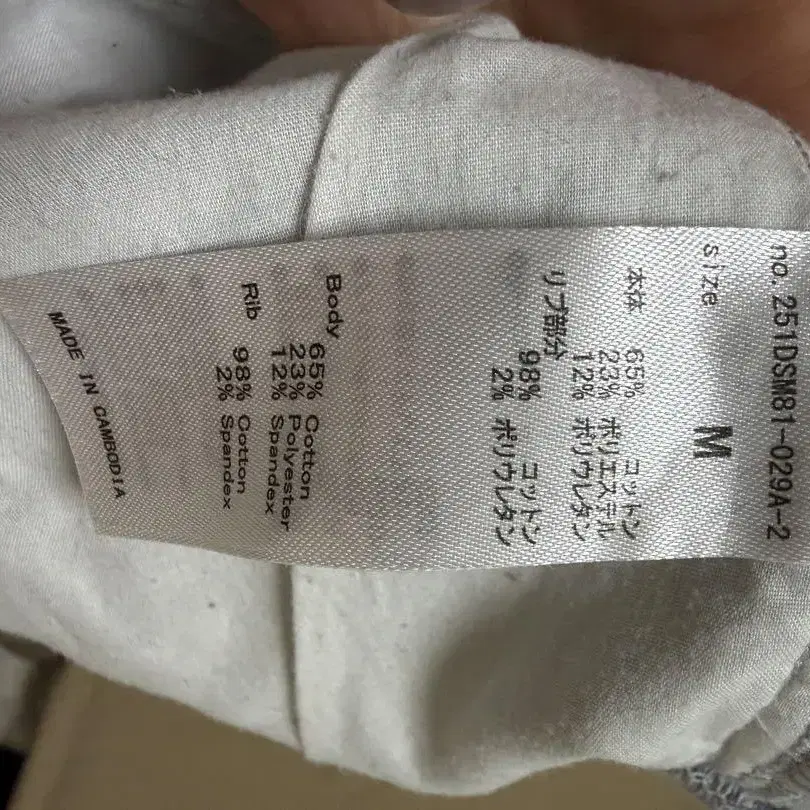 no. 251DSM81-029A-2
size M
本体 65% コットン
23% ポリエステル
12% ポリウレタン
リブ部分
98% コットン
2% ポリウレタン
Body
65% Cotton
23% Polyester
12% Spandex
Rib
98% Cotton
2% Spandex
MADE IN CAMBODIA